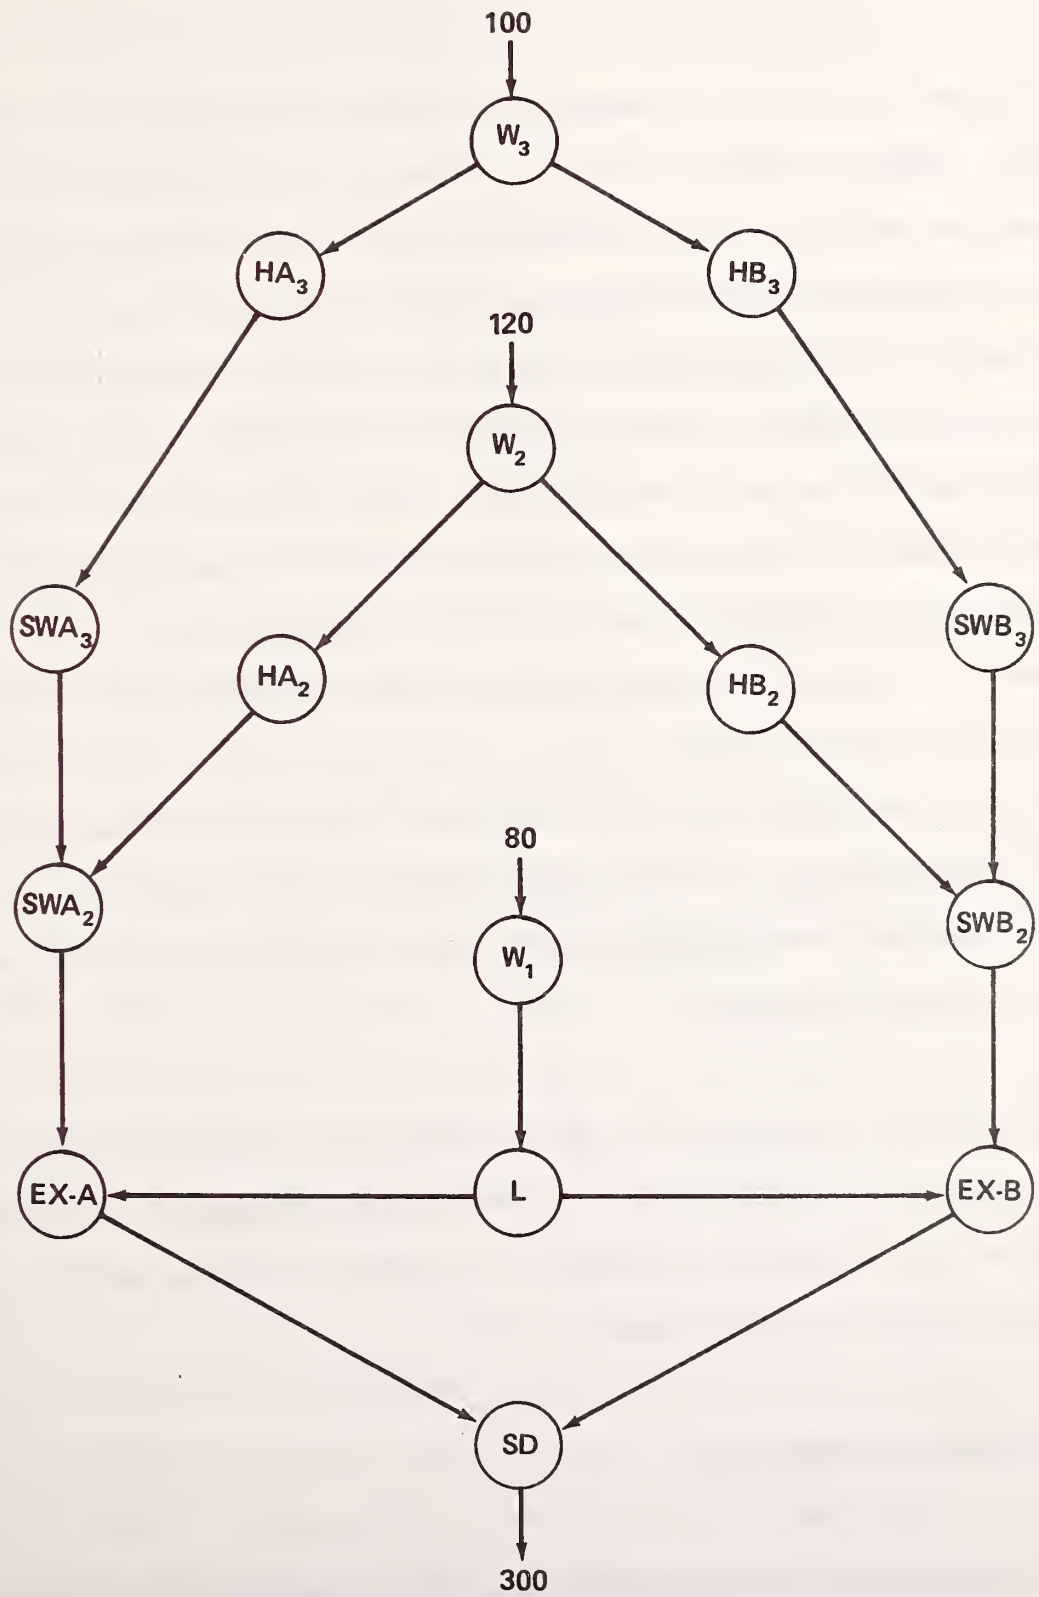 100
W₃
HA₃ HB₃
120
W₂
SWA₃ SWB₃
HA₂ HB₂
80
SWA₂ SWB₂
W₁
EX-A L EX-B
SD
300